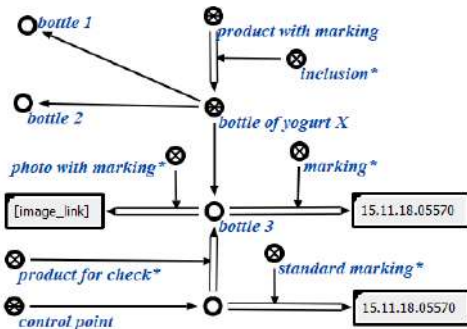 bottle 1
product with marking
inclusion*
bottle 2
bottle of yogurt X
photo with marking*
marking*
[image_link]
15.11.18.05570
bottle 3
product for check*
standard marking*
15.11.18.05570
control point